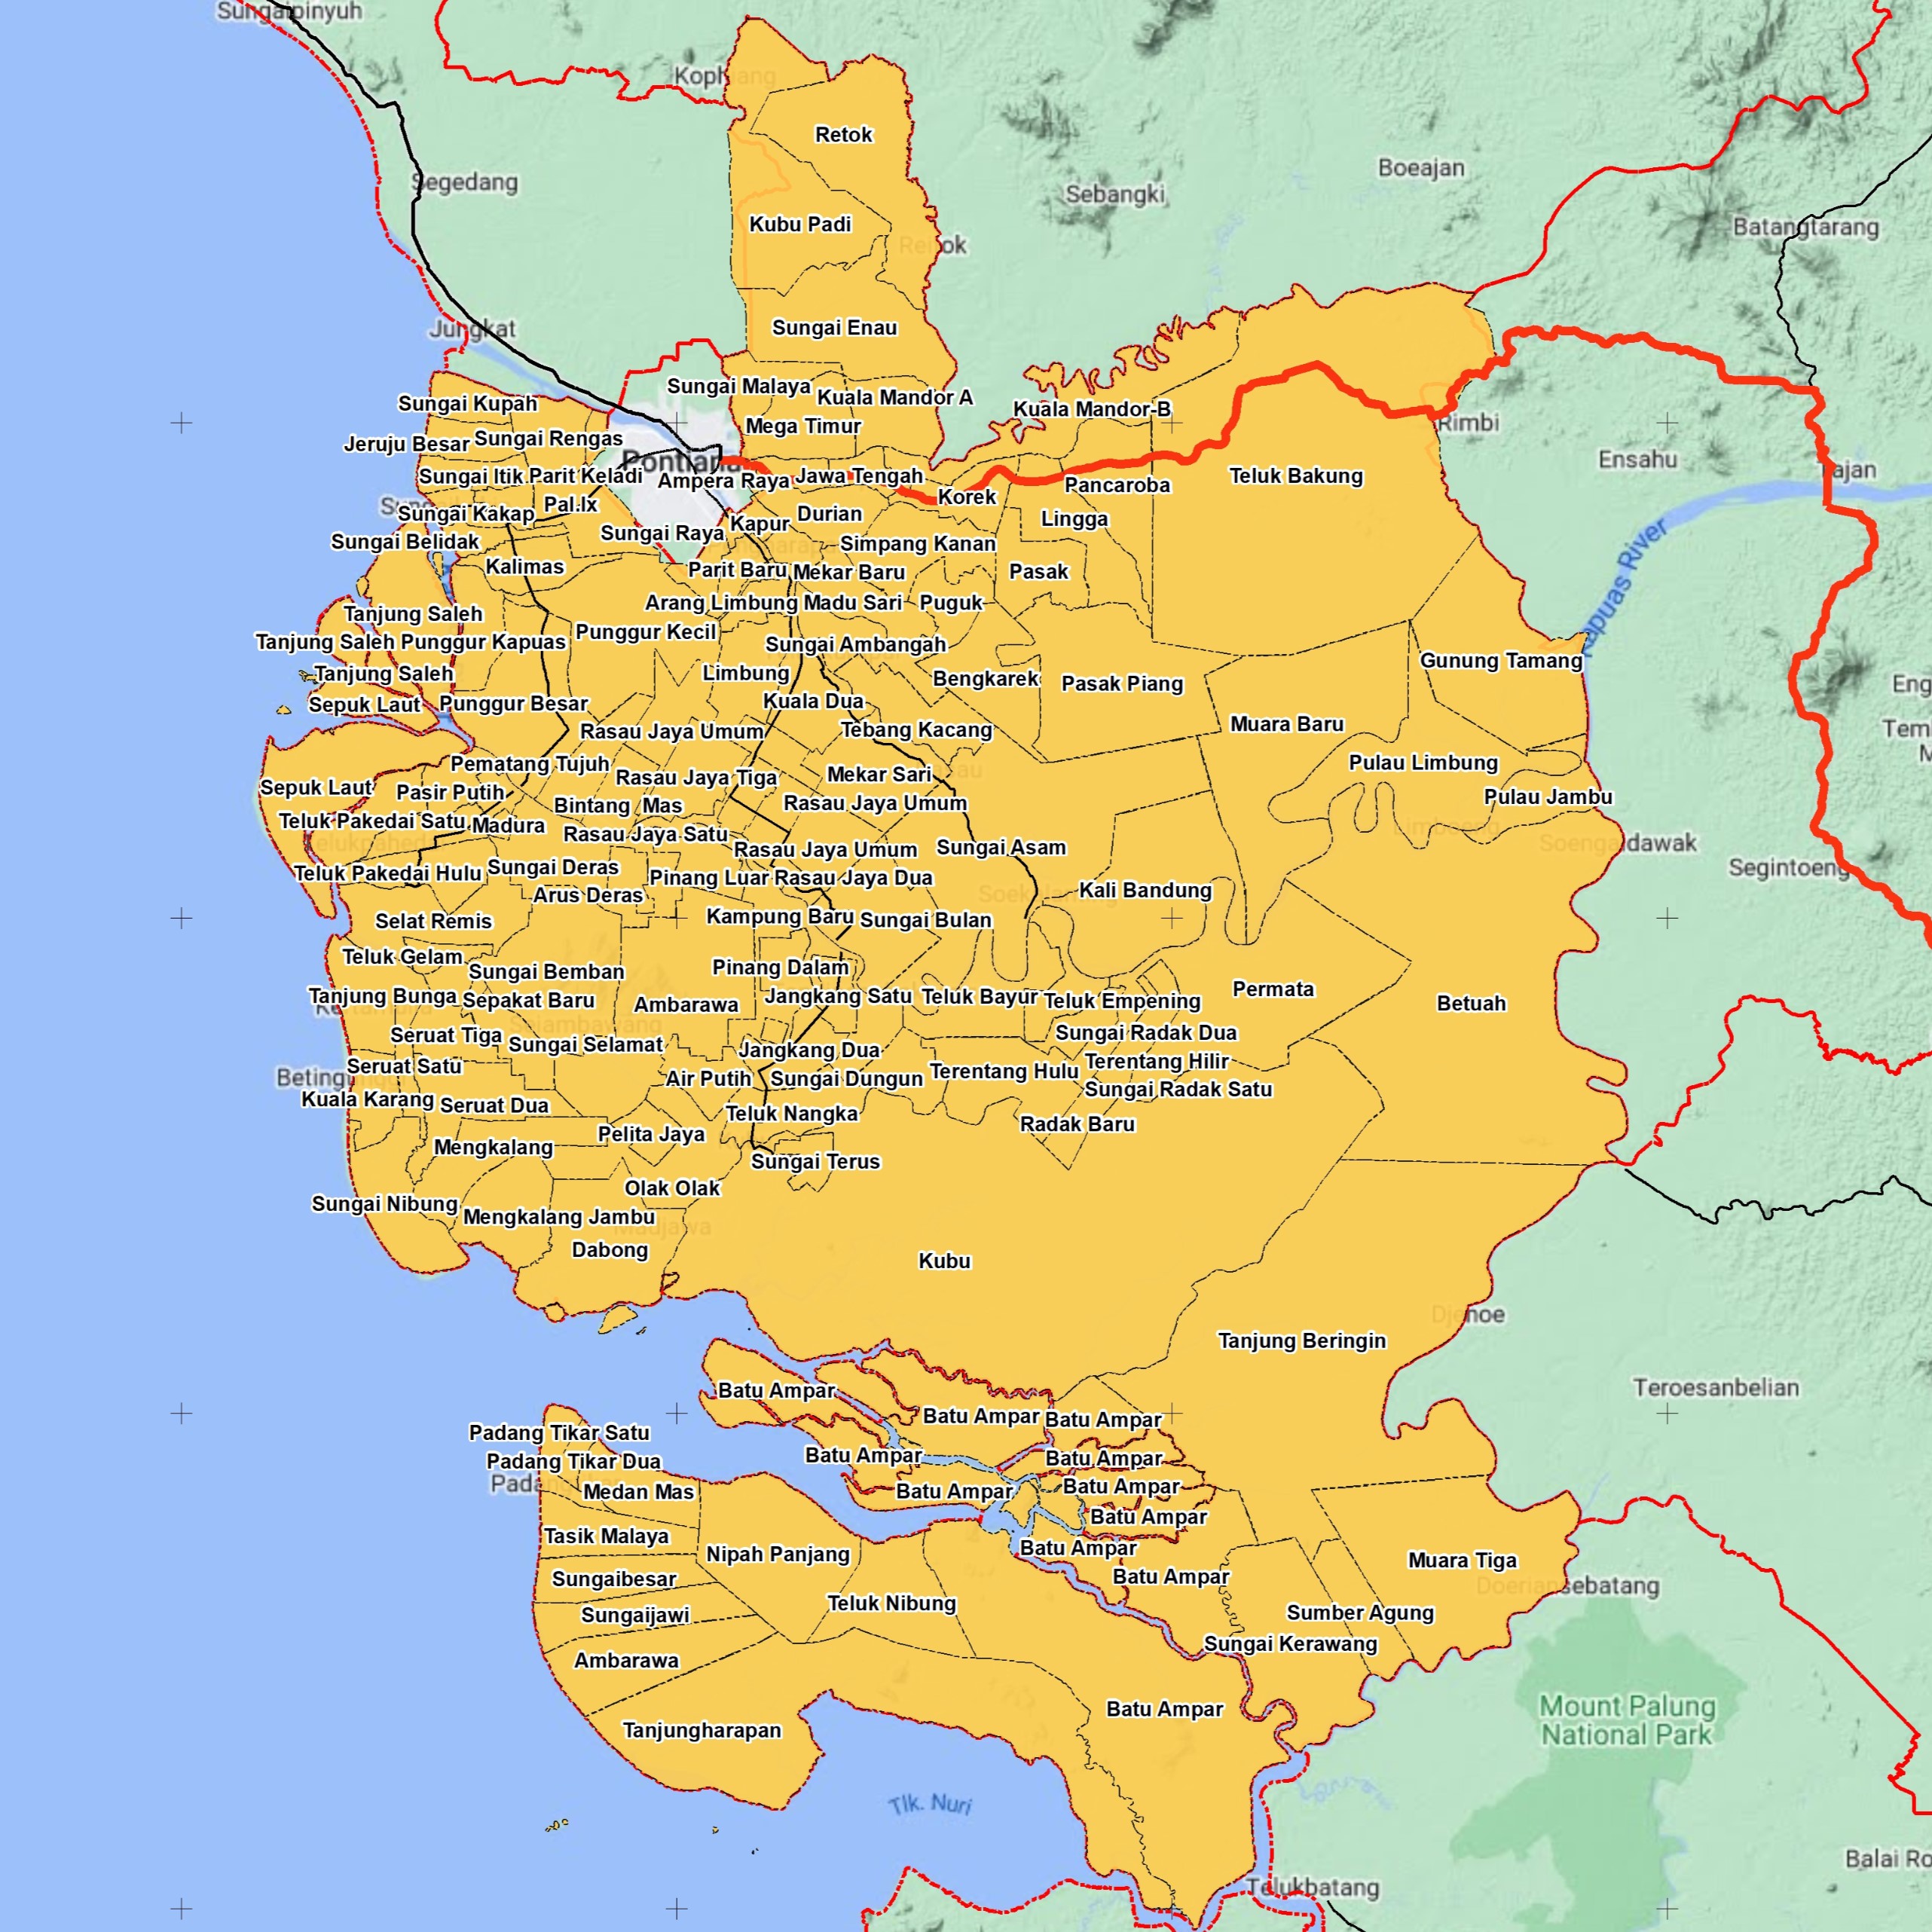 Sungaipinyuh
Retok
Boeajan
Segedang
Sebangki
Kubu Padi
Batangtarang
Sungai Enau
Jungkat
Sungai Malaya
Kuala Mandor A
Sungai Kupah
Kuala Mandor-B
Rimbi
Mega Timur
Jeruju Besar
Sungai Rengas
Ensahu
Tajan
Sungai Itik
Parit Keladi
Ampera Raya
Jawa Tengah
Teluk Bakung
Pancaroba
Korek
Pal.Ix
Sungai Kakap
Durian
Lingga
Kapur
Sungai Raya
Sungai Belidak
Simpang Kanan
Kalimas
Parit Baru
Mekar Baru
Pasak
Kapuas River
Arang Limbung
Madu Sari
Puguk
Tanjung Saleh
Punggur Kecil
Tanjung Saleh
Punggur Kapuas
Sungai Ambangah
Gunung Tamang
Tanjung Saleh
Limbung
Bengkarek
Pasak Piang
Sepuk Laut
Punggur Besar
Kuala Dua
Muara Baru
Rasau Jaya Umum
Tebang Kacang
Pematang Tujuh
Pulau Limbung
Rasau Jaya Tiga
Mekar Sari
Sepuk Laut
Pasir Putih
Pulau Jambu
Bintang Mas
Rasau Jaya Umum
Teluk Pakedai Satu
Madura
Rasau Jaya Satu
Rasau Jaya Umum
Sungai Asam
Segintoeng
Teluk Pakedai Hulu
Sungai Deras
Pinang Luar
Rasau Jaya Dua
Arus Deras
Kali Bandung
Selat Remis
Kampung Baru
Sungai Bulan
Teluk Gelam
Sungai Bemban
Pinang Dalam
Permata
Tanjung Bunga
Sepakat Baru
Ambarawa
Jangkang Satu
Teluk Bayur
Teluk Empening
Betuah
Seruat Tiga
Sungai Selamat
Sungai Radak Dua
Jangkang Dua
Seruat Satu
Terentang Hilir
Air Putih
Sungai Dungun
Terentang Hulu
Sungai Radak Satu
Kuala Karang
Seruat Dua
Teluk Nangka
Radak Baru
Mengkalang
Pelita Jaya
Sungai Terus
Olak Olak
Sungai Nibung
Mengkalang Jambu
Dabong
Kubu
Djenoe
Tanjung Beringin
Teroesanbelian
Batu Ampar
Batu Ampar
Batu Ampar
Padang Tikar Satu
Batu Ampar
Batu Ampar
Padang Tikar Dua
Medan Mas
Batu Ampar
Batu Ampar
Batu Ampar
Tasik Malaya
Batu Ampar
Nipah Panjang
Muara Tiga
Batu Ampar
Sungaibesar
Doeriansebatang
Teluk Nibung
Sungaijawi
Sumber Agung
Sungai Kerawang
Ambarawa
Batu Ampar
Mount Palung
National Park
Tanjungharapan
Tlk. Nuri
Telukbatang